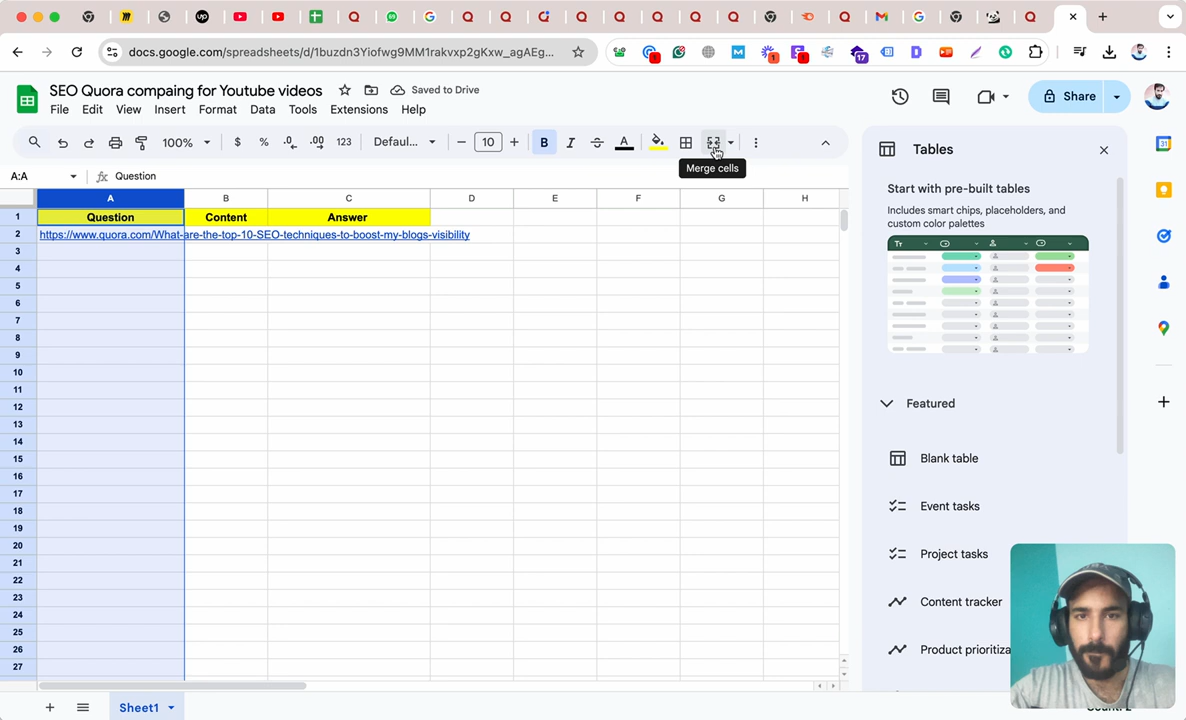 docs.google.com/spreadsheets/d/1buzdn3Yiofwg9MM1rakvxp2gKxw_agAEg...
SEO Quora compaing for Youtube videos
Saved to Drive
File Edit View Insert Format Data Tools Extensions Help
Share
100% $ % .0 .00 123 Defaul... 10 B I A
Merge cells
A:A fx Question
A B C D E F G H
1 Question Content Answer
2 https://www.quora.com/What-are-the-top-10-SEO-techniques-to-boost-my-blogs-visibility
3
4
5
6
7
8
9
10
11
12
13
14
15
16
17
18
19
20
21
22
23
24
25
26
27
Tables
Start with pre-built tables
Includes smart chips, placeholders, and
custom color palettes
Featured
Blank table
Event tasks
Project tasks
Content tracker
Product prioritiza
Sheet1